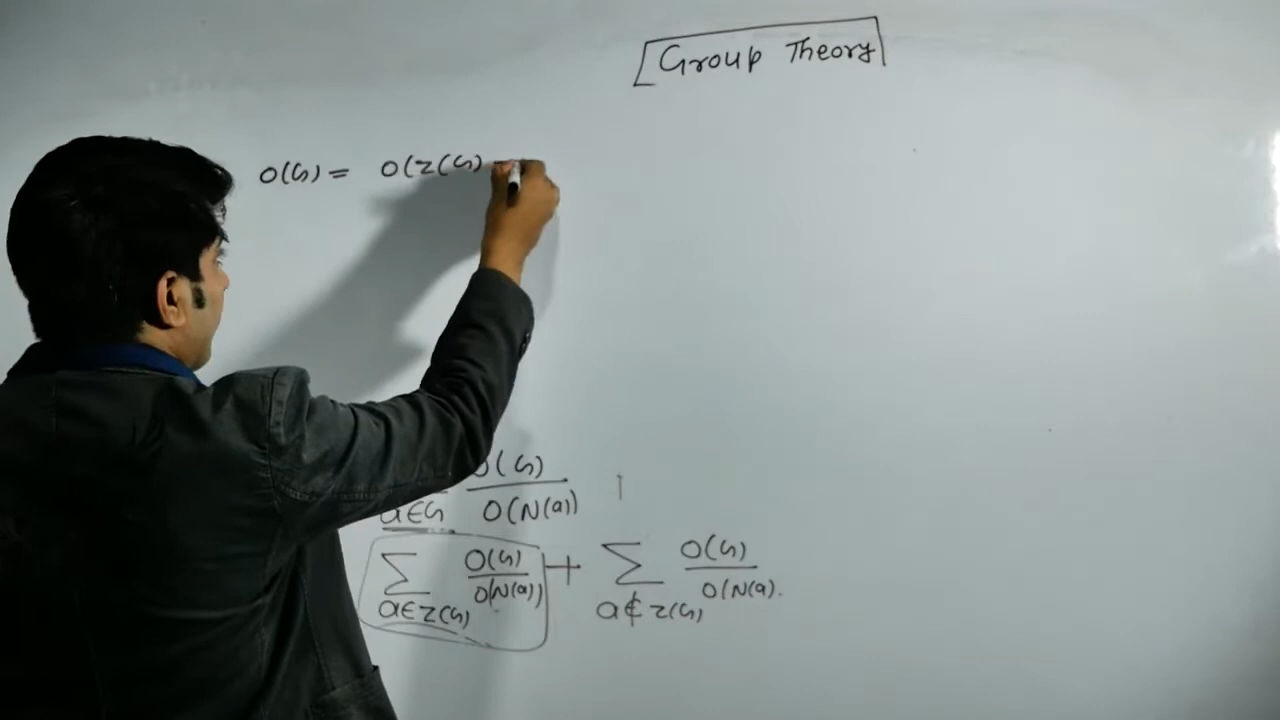 Group Theory
O(G) = O(Z(G)
O(G)
a∈G O(N(a))
∑ O(G) + ∑ O(G)
a∈Z(G) O(N(a)) a∉Z(G) O(N(a).